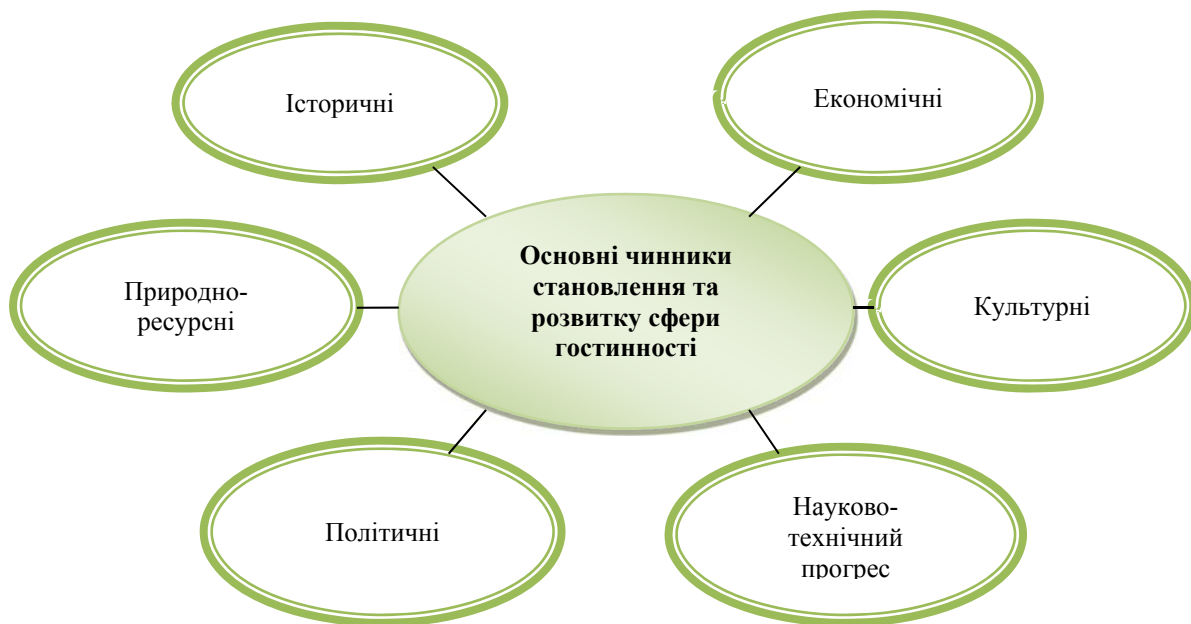 Історичні
Економічні
Основні чинники
становлення та
розвитку сфери
гостинності
Природно-
ресурсні
Культурні
Політичні
Науково-
технічний
прогрес